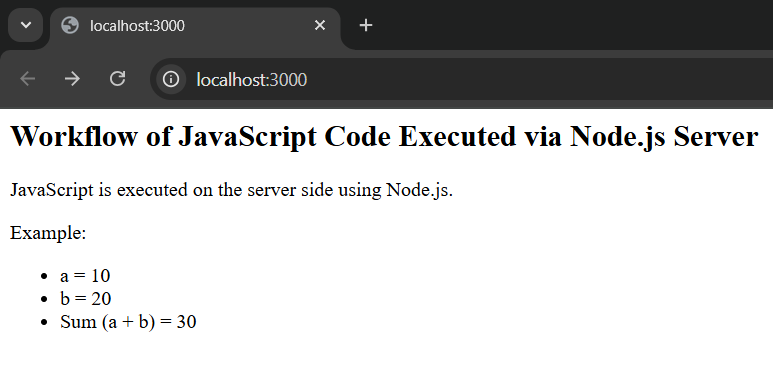 localhost:3000
localhost:3000
Workflow of JavaScript Code Executed via Node.js Server
JavaScript is executed on the server side using Node.js.
Example:
• a = 10
• b = 20
• Sum (a + b) = 30